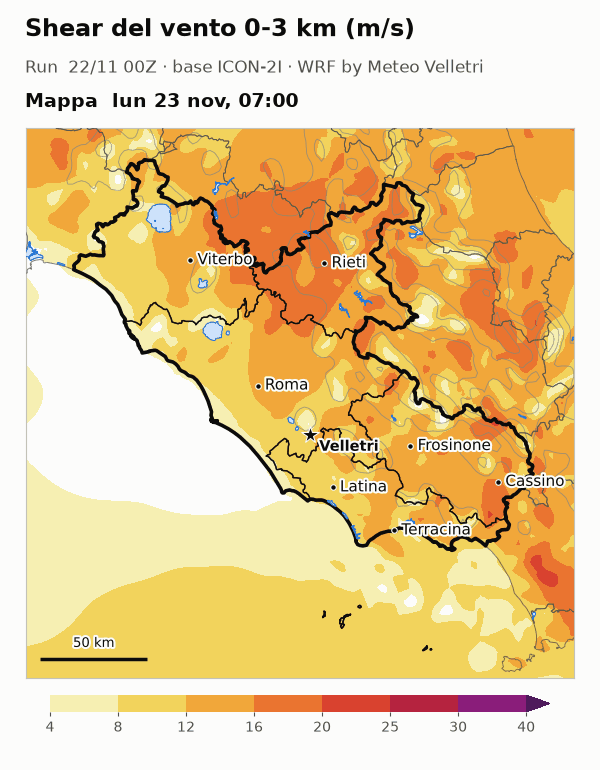 Shear del vento 0-3 km (m/s)
Run  22/11 00Z · base ICON-2I · WRF by Meteo Velletri
Mappa  lun 23 nov, 07:00
Viterbo
Rieti
Roma
Velletri
Frosinone
Cassino
Latina
Terracina
50 km
4 8 12 16 20 25 30 40